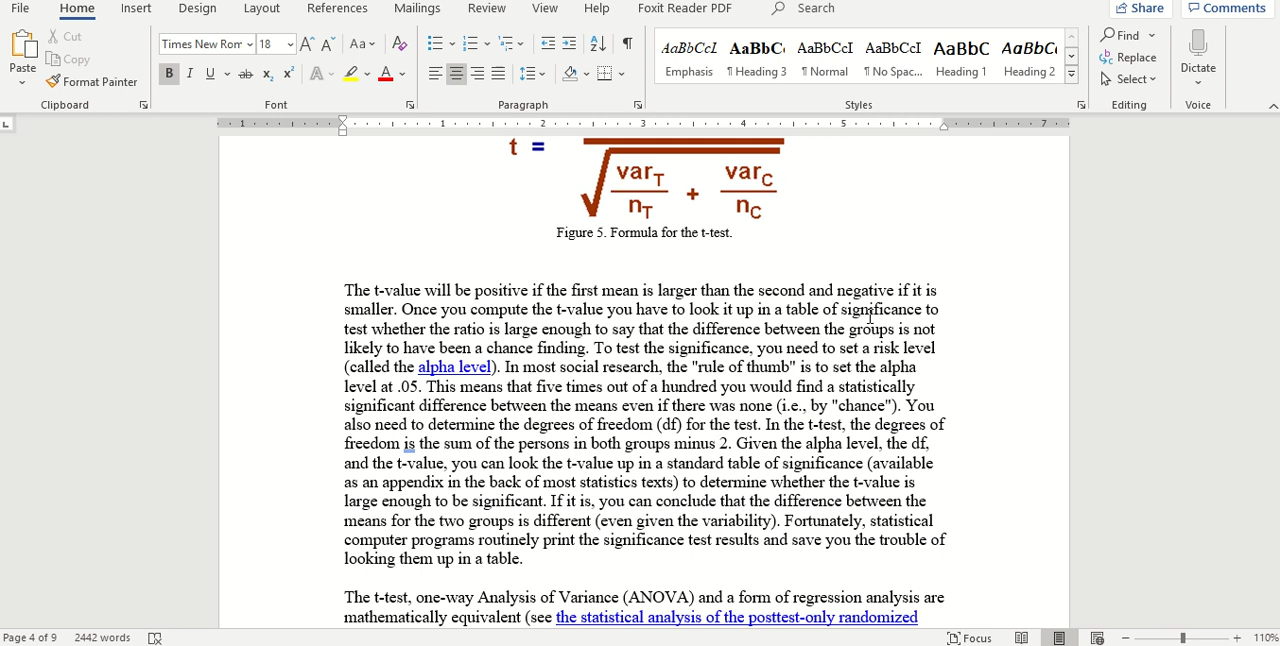 File Home Insert Design Layout References Mailings Review View Help Foxit Reader PDF Search Share Comments
Paste Cut Copy Format Painter
Times New Ror 18 A A Aa
B I U ab x₂ x² A A
AaBbCcI AaBbC AaBbCcI AaBbCcI AaBbC AaBbC
Emphasis ¶ Heading 3 ¶ Normal ¶ No Spac... Heading 1 Heading 2
Find Replace Select
Dictate
Clipboard Font Paragraph Styles Editing Voice
1 1 2 3 4 5 7
t =
varT varC
+
nT nC
Figure 5. Formula for the t-test.
The t-value will be positive if the first mean is larger than the second and negative if it is
smaller. Once you compute the t-value you have to look it up in a table of significance to
test whether the ratio is large enough to say that the difference between the groups is not
likely to have been a chance finding. To test the significance, you need to set a risk level
(called the alpha level). In most social research, the "rule of thumb" is to set the alpha
level at .05. This means that five times out of a hundred you would find a statistically
significant difference between the means even if there was none (i.e., by "chance"). You
also need to determine the degrees of freedom (df) for the test. In the t-test, the degrees of
freedom is the sum of the persons in both groups minus 2. Given the alpha level, the df,
and the t-value, you can look the t-value up in a standard table of significance (available
as an appendix in the back of most statistics texts) to determine whether the t-value is
large enough to be significant. If it is, you can conclude that the difference between the
means for the two groups is different (even given the variability). Fortunately, statistical
computer programs routinely print the significance test results and save you the trouble of
looking them up in a table.
The t-test, one-way Analysis of Variance (ANOVA) and a form of regression analysis are
mathematically equivalent (see the statistical analysis of the posttest-only randomized
Page 4 of 9 2442 words Focus 110%